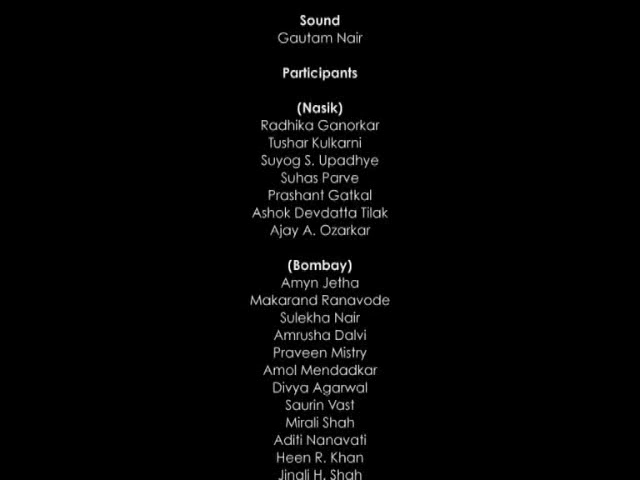 Sound
Gautam Nair
Participants
(Nasik)
Radhika Ganorkar
Tushar Kulkarni
Suyog S. Upadhye
Suhas Parve
Prashant Gatkal
Ashok Devdatta Tilak
Ajay A. Ozarkar
(Bombay)
Amyn Jetha
Makarand Ranavode
Sulekha Nair
Amrusha Dalvi
Praveen Mistry
Amol Mendadkar
Divya Agarwal
Saurin Vast
Mirali Shah
Aditi Nanavati
Heen R. Khan
Jinali H. Shah